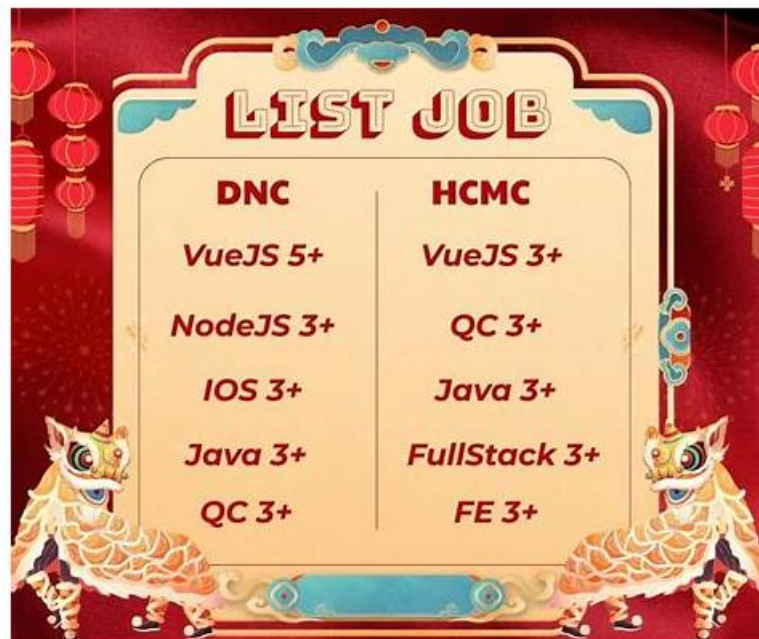 LIST JOB
DNC
VueJS 5+
NodeJS 3+
IOS 3+
Java 3+
QC 3+
HCMC
VueJS 3+
QC 3+
Java 3+
FullStack 3+
FE 3+